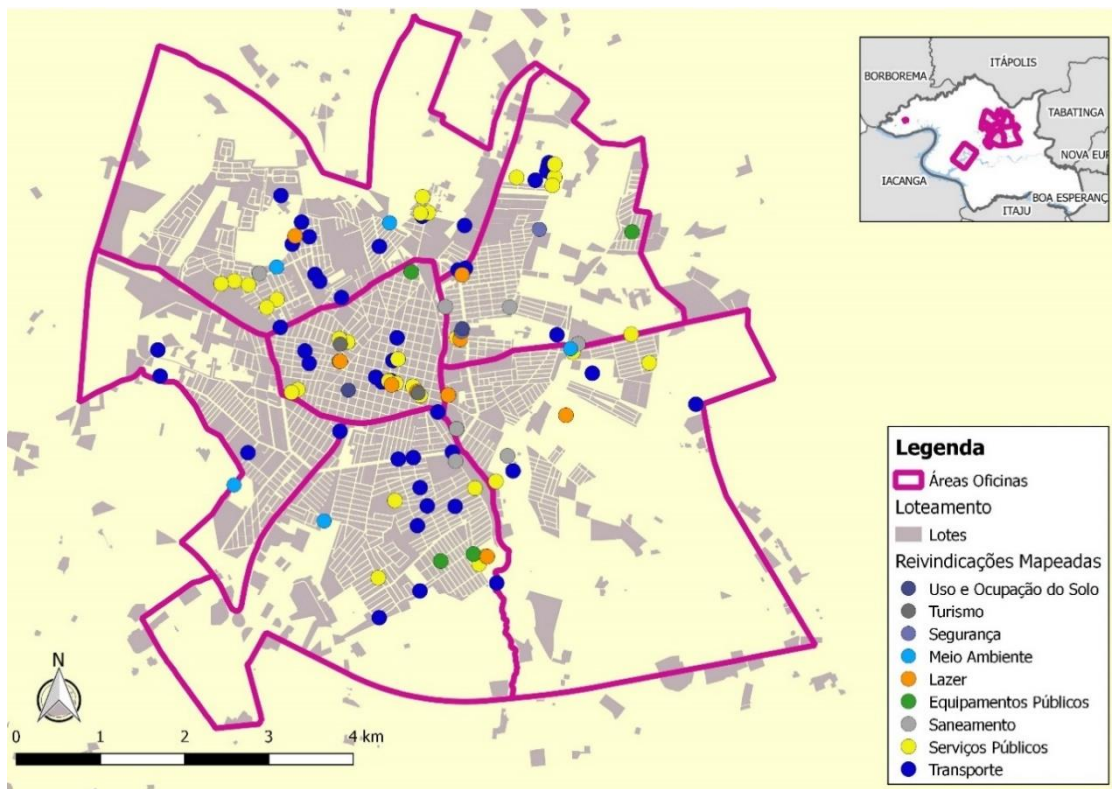 BORBOREMA
ITÁPOLIS
TABATINGA
NOVA EUR
IACANGA
BOA ESPERANÇ
ITAJU
Legenda
Áreas Oficinas
Loteamento
Lotes
Reivindicações Mapeadas
Uso e Ocupação do Solo
Turismo
Segurança
Meio Ambiente
Lazer
Equipamentos Públicos
Saneamento
Serviços Públicos
Transporte
N
0 1 2 3 4 km